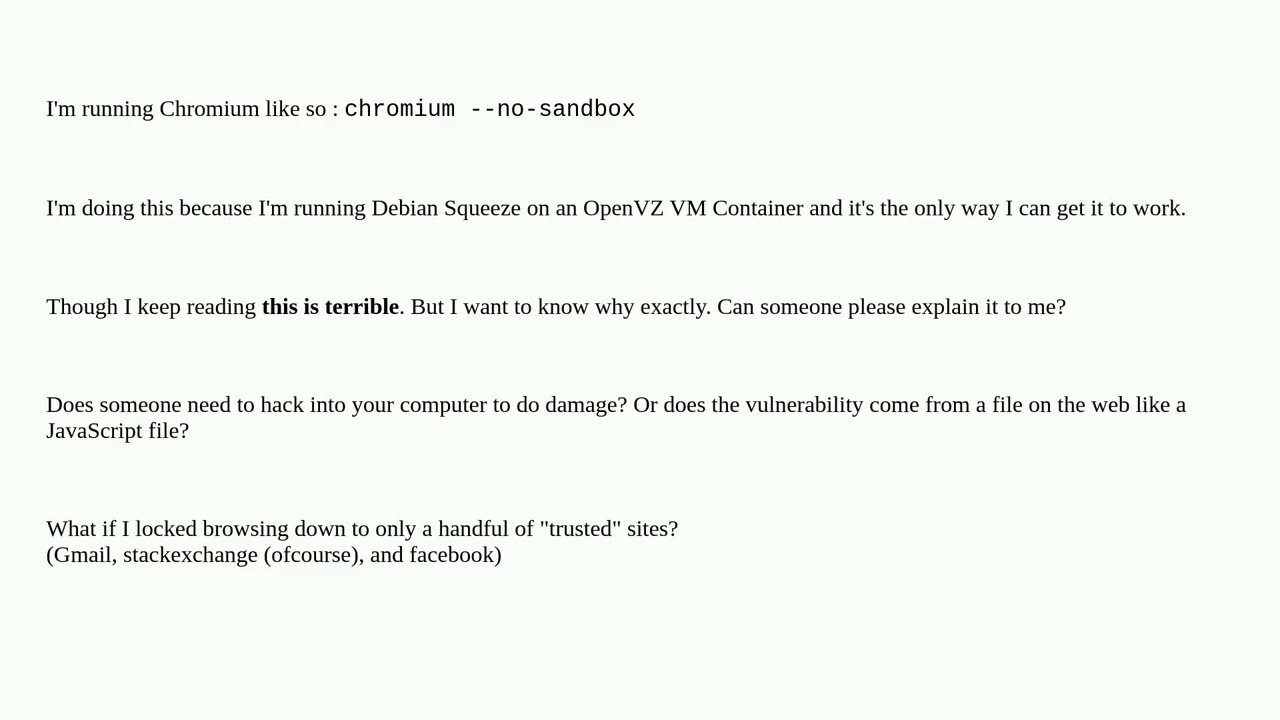 I'm running Chromium like so : chromium --no-sandbox
I'm doing this because I'm running Debian Squeeze on an OpenVZ VM Container and it's the only way I can get it to work.
Though I keep reading this is terrible. But I want to know why exactly. Can someone please explain it to me?
Does someone need to hack into your computer to do damage? Or does the vulnerability come from a file on the web like a
JavaScript file?
What if I locked browsing down to only a handful of "trusted" sites?
(Gmail, stackexchange (ofcourse), and facebook)